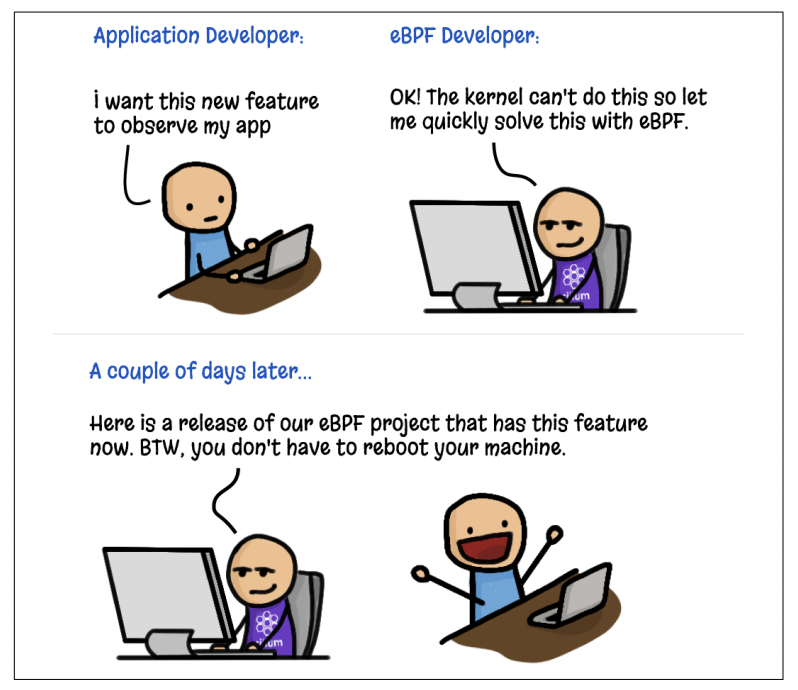 Application Developer:
eBPF Developer:
i want this new feature
to observe my app
OK! The kernel can't do this so let
me quickly solve this with eBPF.
A couple of days later...
Here is a release of our eBPF project that has this feature
now. BTW, you don't have to reboot your machine.